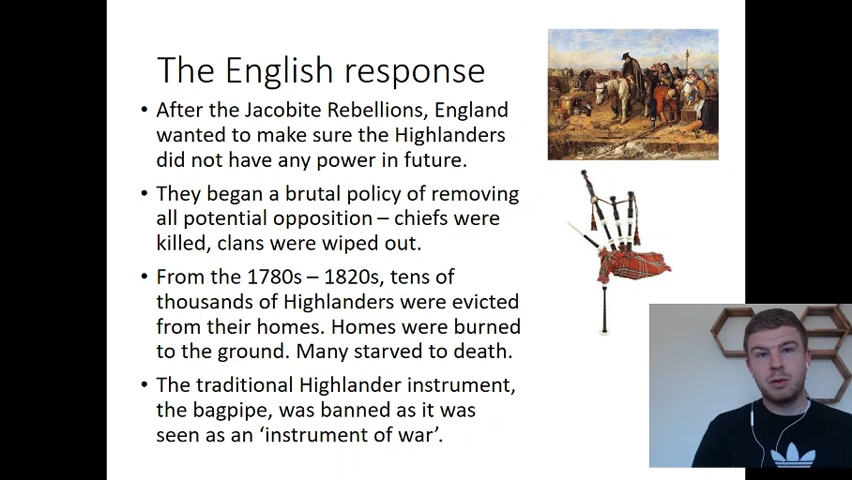 The English response
• After the Jacobite Rebellions, England
wanted to make sure the Highlanders
did not have any power in future.
• They began a brutal policy of removing
all potential opposition – chiefs were
killed, clans were wiped out.
• From the 1780s – 1820s, tens of
thousands of Highlanders were evicted
from their homes. Homes were burned
to the ground. Many starved to death.
• The traditional Highlander instrument,
the bagpipe, was banned as it was
seen as an ‘instrument of war’.